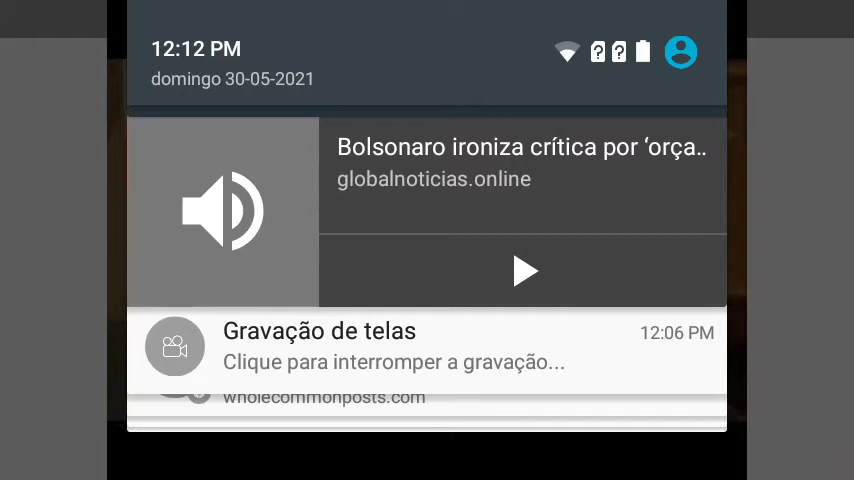 12:12 PM
domingo 30-05-2021
Bolsonaro ironiza crítica por ‘orça..
globalnoticias.online
Gravação de telas
12:06 PM
Clique para interromper a gravação...
wholecommonposts.com